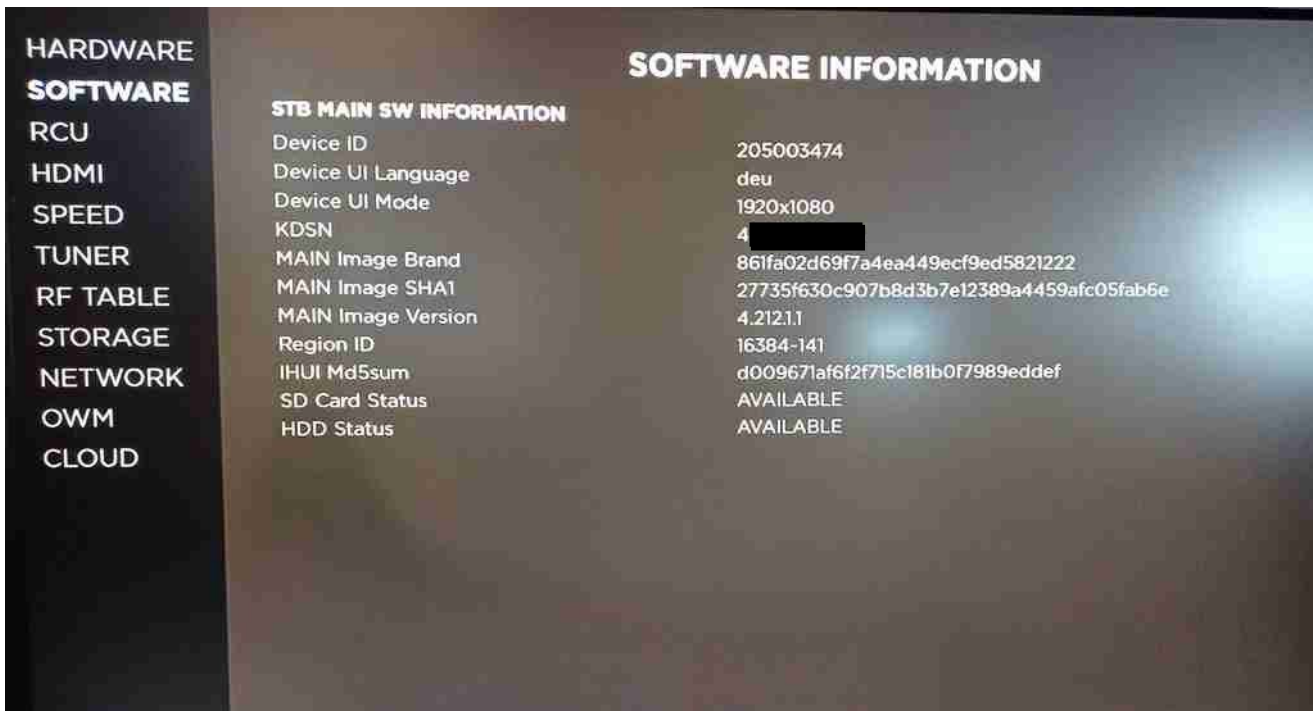 HARDWARE
SOFTWARE
RCU
HDMI
SPEED
TUNER
RF TABLE
STORAGE
NETWORK
OWM
CLOUD
SOFTWARE INFORMATION
STB MAIN SW INFORMATION
Device ID 205003474
Device UI Language deu
Device UI Mode 1920x1080
KDSN 4
MAIN Image Brand 861fa02d69f7a4ea449ecf9ed5821222
MAIN Image SHA1 27735f630c907b8d3b7e12389a4459afc05fab6e
MAIN Image Version 4.212.1.1
Region ID 16384-141
IHUI Md5sum d009671af6f2f715c181b0f7989eddef
SD Card Status AVAILABLE
HDD Status AVAILABLE